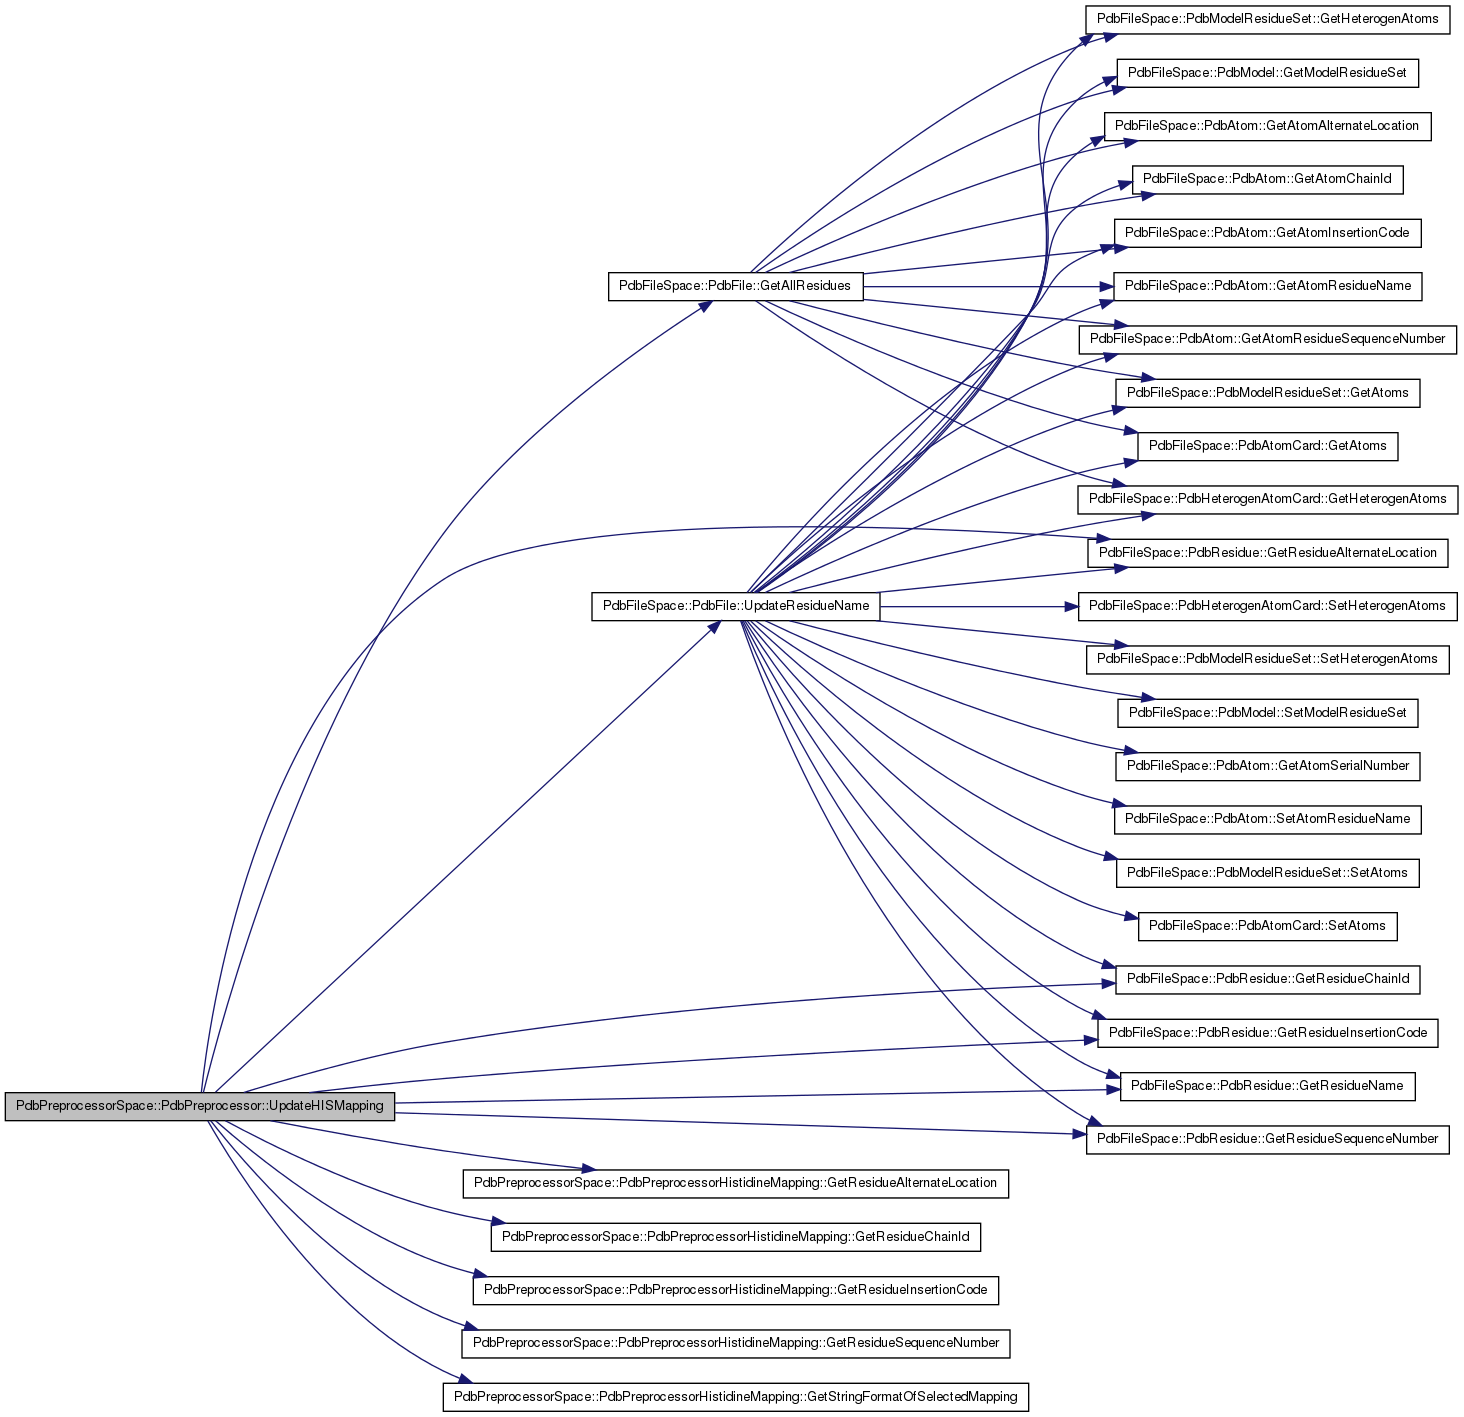 PdbFileSpace::PdbModelResidueSet::GetHeterogenAtoms
PdbFileSpace::PdbModel::GetModelResidueSet
PdbFileSpace::PdbAtom::GetAtomAlternateLocation
PdbFileSpace::PdbAtom::GetAtomChainId
PdbFileSpace::PdbAtom::GetAtomInsertionCode
PdbFileSpace::PdbFile::GetAllResidues
PdbFileSpace::PdbAtom::GetAtomResidueName
PdbFileSpace::PdbAtom::GetAtomResidueSequenceNumber
PdbFileSpace::PdbModelResidueSet::GetAtoms
PdbFileSpace::PdbAtomCard::GetAtoms
PdbFileSpace::PdbHeterogenAtomCard::GetHeterogenAtoms
PdbFileSpace::PdbResidue::GetResidueAlternateLocation
PdbFileSpace::PdbFile::UpdateResidueName
PdbFileSpace::PdbHeterogenAtomCard::SetHeterogenAtoms
PdbFileSpace::PdbModelResidueSet::SetHeterogenAtoms
PdbFileSpace::PdbModel::SetModelResidueSet
PdbFileSpace::PdbAtom::GetAtomSerialNumber
PdbFileSpace::PdbAtom::SetAtomResidueName
PdbFileSpace::PdbModelResidueSet::SetAtoms
PdbFileSpace::PdbAtomCard::SetAtoms
PdbFileSpace::PdbResidue::GetResidueChainId
PdbFileSpace::PdbResidue::GetResidueInsertionCode
PdbFileSpace::PdbResidue::GetResidueName
PdbPreprocessorSpace::PdbPreprocessor::UpdateHISMapping
PdbFileSpace::PdbResidue::GetResidueSequenceNumber
PdbPreprocessorSpace::PdbPreprocessorHistidineMapping::GetResidueAlternateLocation
PdbPreprocessorSpace::PdbPreprocessorHistidineMapping::GetResidueChainId
PdbPreprocessorSpace::PdbPreprocessorHistidineMapping::GetResidueInsertionCode
PdbPreprocessorSpace::PdbPreprocessorHistidineMapping::GetResidueSequenceNumber
PdbPreprocessorSpace::PdbPreprocessorHistidineMapping::GetStringFormatOfSelectedMapping